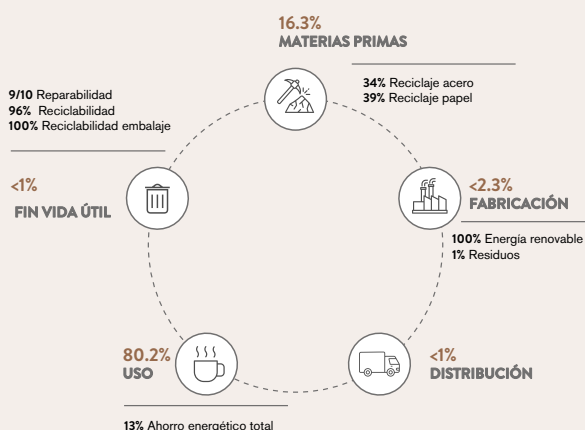 16.3%
MATERIAS PRIMAS
34% Reciclaje acero
39% Reciclaje papel
9/10 Reparabilidad
96% Reciclabilidad
100% Reciclabilidad embalaje
<1%
FIN VIDA ÚTIL
<2.3%
FABRICACIÓN
100% Energía renovable
1% Residuos
80.2%
USO
13% Ahorro energético total
<1%
DISTRIBUCIÓN